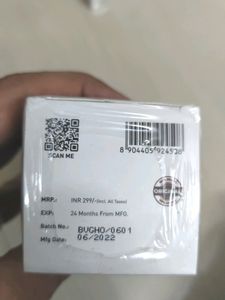 SCAN ME
8 904405 924538
MRP.: INR 299/-(Incl. All Taxes)
EXP: 24 Months From MFG.
Batch No.: BUGHO/0601
Mfg Date: 06/2022
ORIGINAL